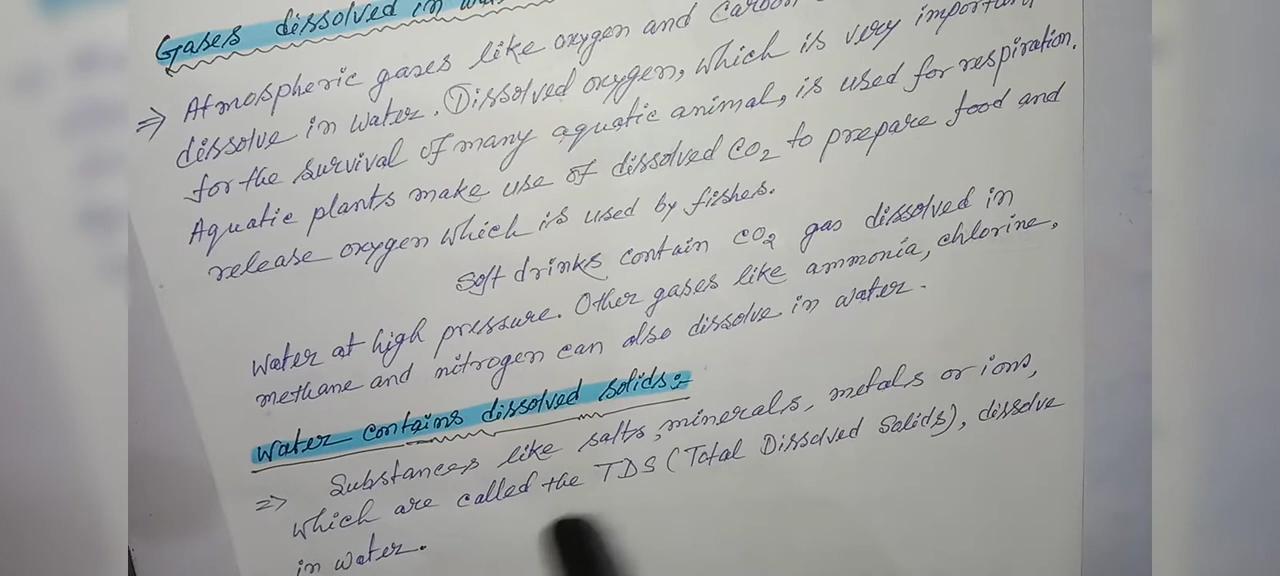 Gases dissolved in
⇒ Atmospheric gases like oxygen and Carbon
dissolve in water. Dissolved oxygen, which is very important
for the survival of many aquatic animal, is used for respiration.
Aquatic plants make use of dissolved CO₂ to prepare food and
release oxygen which is used by fishes.
Soft drinks contain CO₂ gas dissolved in
water at high pressure. Other gases like ammonia, chlorine,
methane and nitrogen can also dissolve in water.
Water contains dissolved solids:-
=> Substances like salts, minerals, metals or ions,
which are called the TDS (Total Dissolved Solids), dissolve
in water.